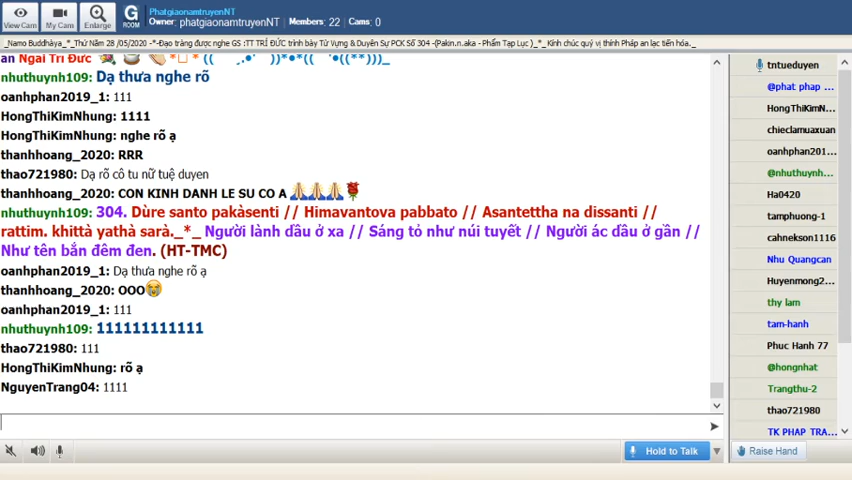 View Cam
My Cam
Enlarge
G
ROOM
PhatgiaonamtruyenNT
Owner: phatgiaonamtruyenNT | Members: 22 | Cams: 0
_Namo Buddhàya_*_Thứ Năm 28 /05/2020 -*-Đạo tràng được nghe GS :TT TRÍ ĐỨC trình bày Từ Vựng & Duyên Sự PCK Số 304 -(Pakin.n.aka - Phẩm Tạp Lục )_*_ Kính chúc quý vị thính Pháp an lạc tiến hóa._*_
an Ngài Trí Đức
nhuthuynh109: Dạ thưa nghe rõ
oanhphan2019_1: 111
HongThiKimNhung: 1111
HongThiKimNhung: nghe rõ ạ
thanhhoang_2020: RRR
thao721980: Dạ rõ cô tu nữ tuệ duyen
thanhhoang_2020: CON KINH DANH LE SU CO A 🙏🙏🙏🌹
nhuthuynh109: 304. Dùre santo pakàsenti // Himavantova pabbato // Asantettha na dissanti //
rattim. khittà yathà sarà._*_ Người lành dầu ở xa // Sáng tỏ như núi tuyết // Người ác dầu ở gần //
Như tên bắn đêm đen. (HT-TMC)
oanhphan2019_1: Dạ thưa nghe rõ ạ
thanhhoang_2020: OOO😭
oanhphan2019_1: 111
nhuthuynh109: 111111111111
thao721980: 111
HongThiKimNhung: rõ ạ
NguyenTrang04: 1111
Hold to Talk
tntueduyen
@phat phap ...
HongThiKimN...
chieclamuaxuan
oanhphan201...
@nhuthuynh...
Ha0420
tamphuong-1
cahnekson1116
Nhu Quangcan
Huyenmong2...
thy lam
tam-hanh
Phuc Hanh 77
@hongnhat
Trangthu-2
thao721980
TK PHAP TRA...
Raise Hand